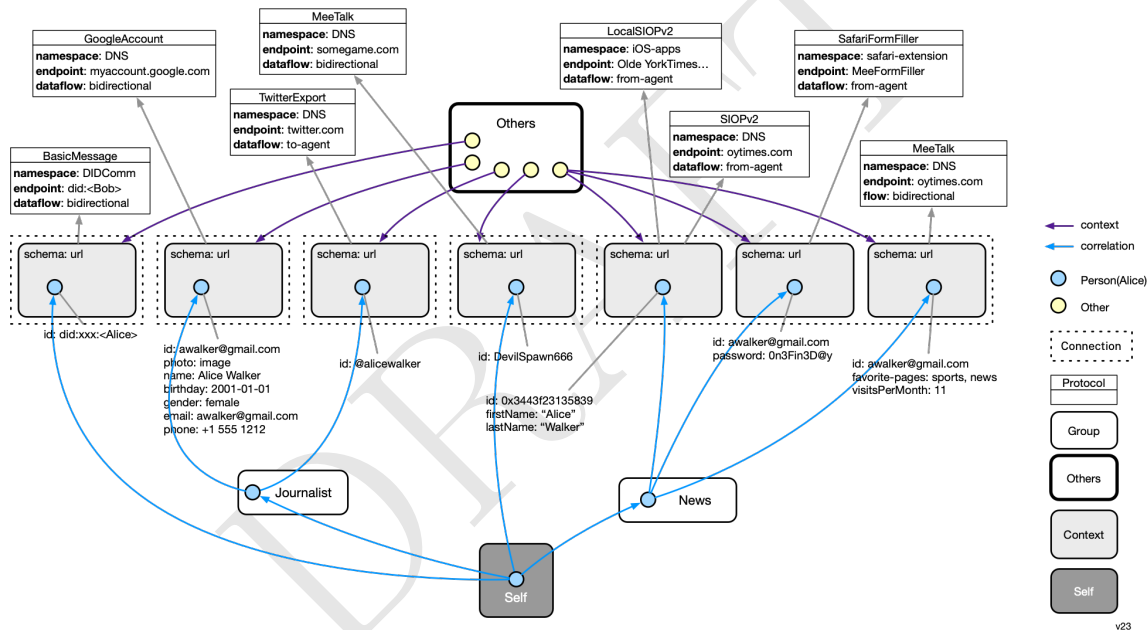 MeeTalk
namespace: DNS
endpoint: somegame.com
dataflow: bidirectional
GoogleAccount
namespace: DNS
endpoint: myaccount.google.com
dataflow: bidirectional
LocalSIOPv2
namespace: iOS-apps
endpoint: Olde YorkTimes...
dataflow: from-agent
SafariFormFiller
namespace: safari-extension
endpoint: MeeFormFiller
dataflow: from-agent
TwitterExport
namespace: DNS
endpoint: twitter.com
dataflow: to-agent
Others
SIOPv2
namespace: DNS
endpoint: oytimes.com
dataflow: from-agent
BasicMessage
namespace: DIDComm
endpoint: did:<Bob>
dataflow: bidirectional
MeeTalk
namespace: DNS
endpoint: oytimes.com
flow: bidirectional
schema: url
schema: url
schema: url
schema: url
schema: url
schema: url
schema: url
id: did:xxx:<Alice>
id: awalker@gmail.com
photo: image
name: Alice Walker
birthday: 2001-01-01
gender: female
email: awalker@gmail.com
phone: +1 555 1212
id: @alicewalker
id: DevilSpawn666
id: 0x3443f23135839
firstName: “Alice”
lastName: “Walker”
id: awalker@gmail.com
password: 0n3Fin3D@y
id: awalker@gmail.com
favorite-pages: sports, news
visitsPerMonth: 11
Journalist
News
Self
context
correlation
Person(Alice)
Other
Connection
Protocol
Group
Others
Context
Self
v23
DRAFT